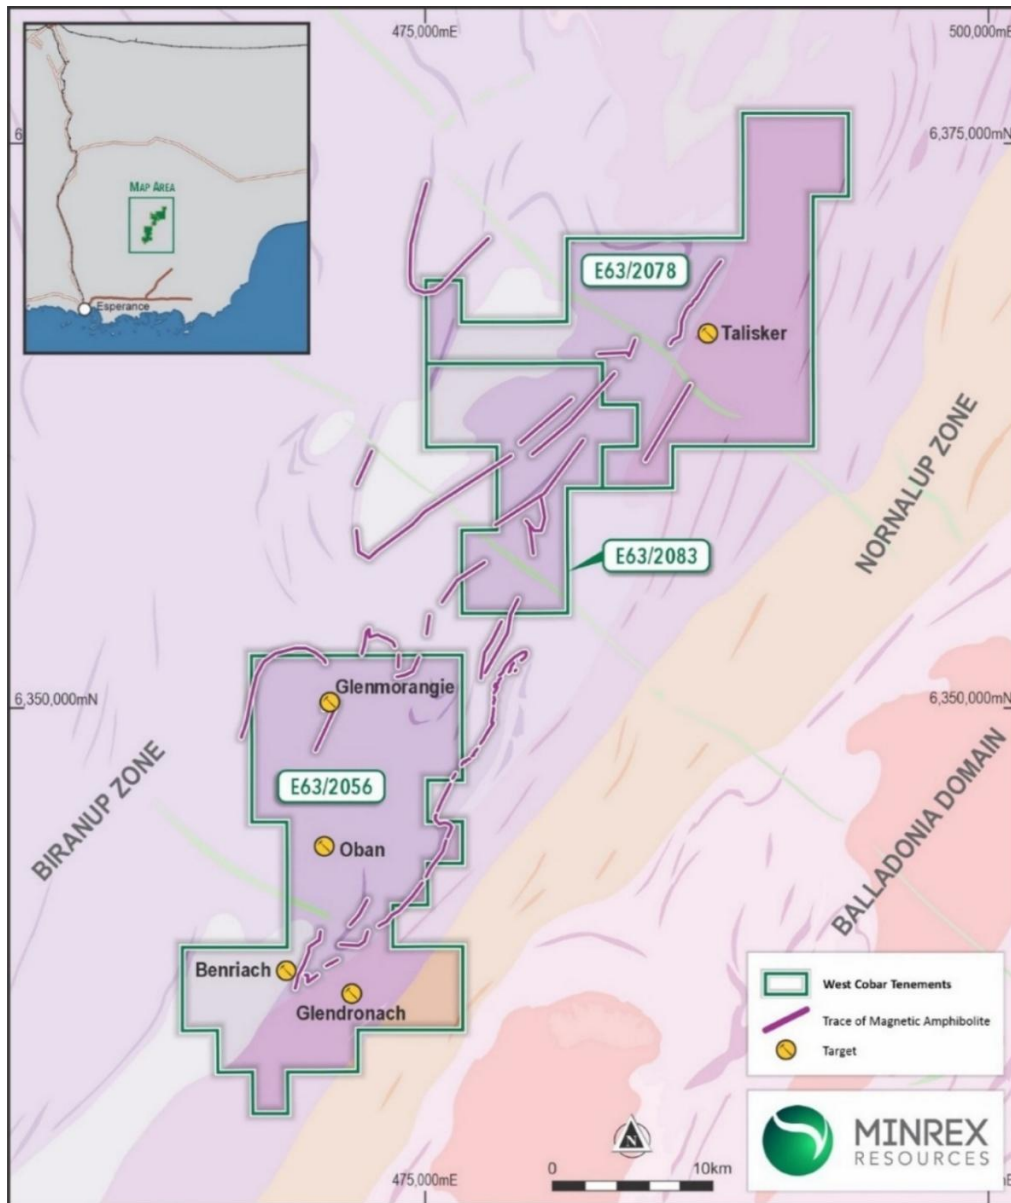 475,000mE
500,000mE
6,375,000mN
MAP AREA
Esperance
E63/2078
Talisker
NORNALUP ZONE
E63/2083
6,350,000mN
6,350,000mN
Glenmorangie
BIRANUP ZONE
E63/2056
Oban
BALLADONIA DOMAIN
Benriach
Glendronach
West Cobar Tenements
Trace of Magnetic Amphibolite
Target
N
0 10km
MINREX
RESOURCES
475,000mE